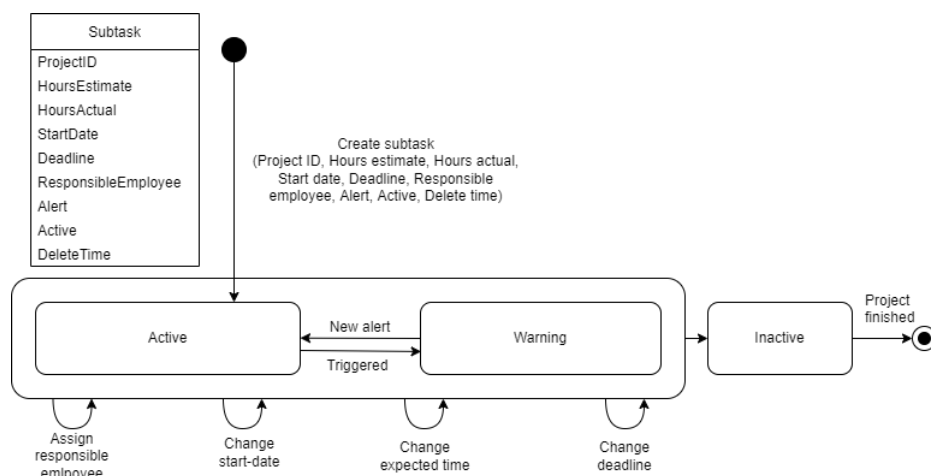 Subtask
ProjectID
HoursEstimate
HoursActual
StartDate
Deadline
ResponsibleEmployee
Alert
Active
DeleteTime
Create subtask
(Project ID, Hours estimate, Hours actual,
Start date, Deadline, Responsible
employee, Alert, Active, Delete time)
Active
New alert
Triggered
Warning
Inactive
Project
finished
Assign
responsible
emlpoyee
Change
start-date
Change
expected time
Change
deadline